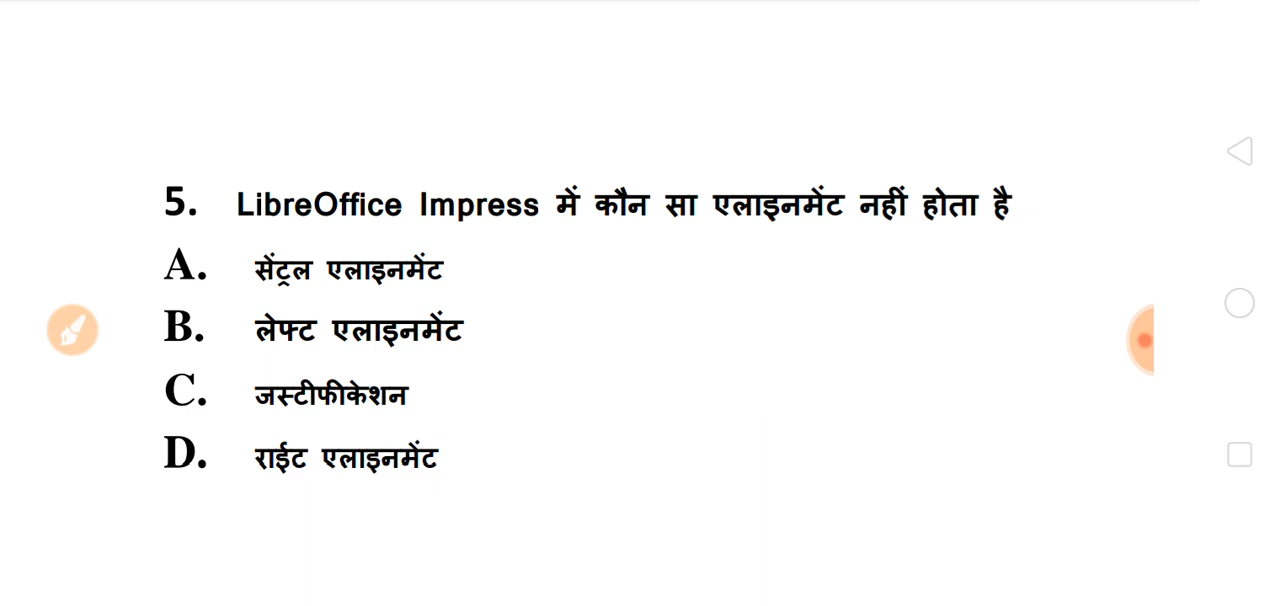 5. LibreOffice Impress में कौन सा एलाइनमेंट नहीं होता है
A. सेंट्रल एलाइनमेंट
B. लेफ्ट एलाइनमेंट
C. जस्टीफीकेशन
D. राईट एलाइनमेंट